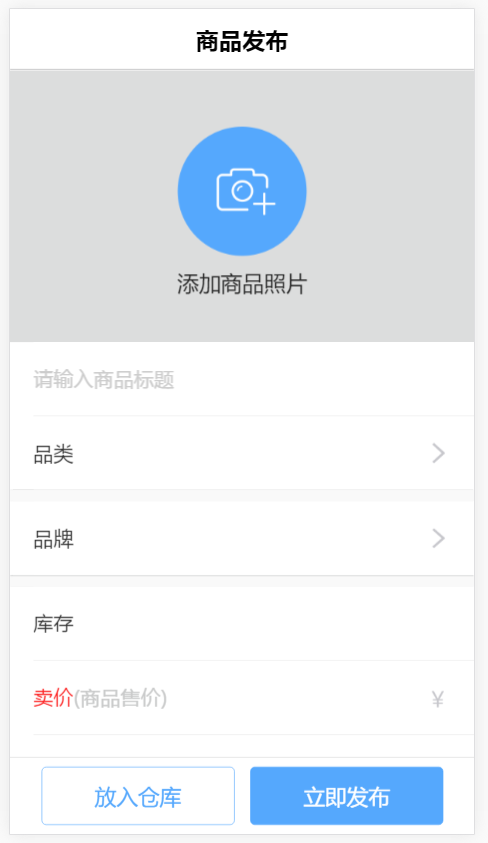 商品发布
添加商品照片
请输入商品标题
品类
品牌
库存
卖价(商品售价) ¥
放入仓库 立即发布